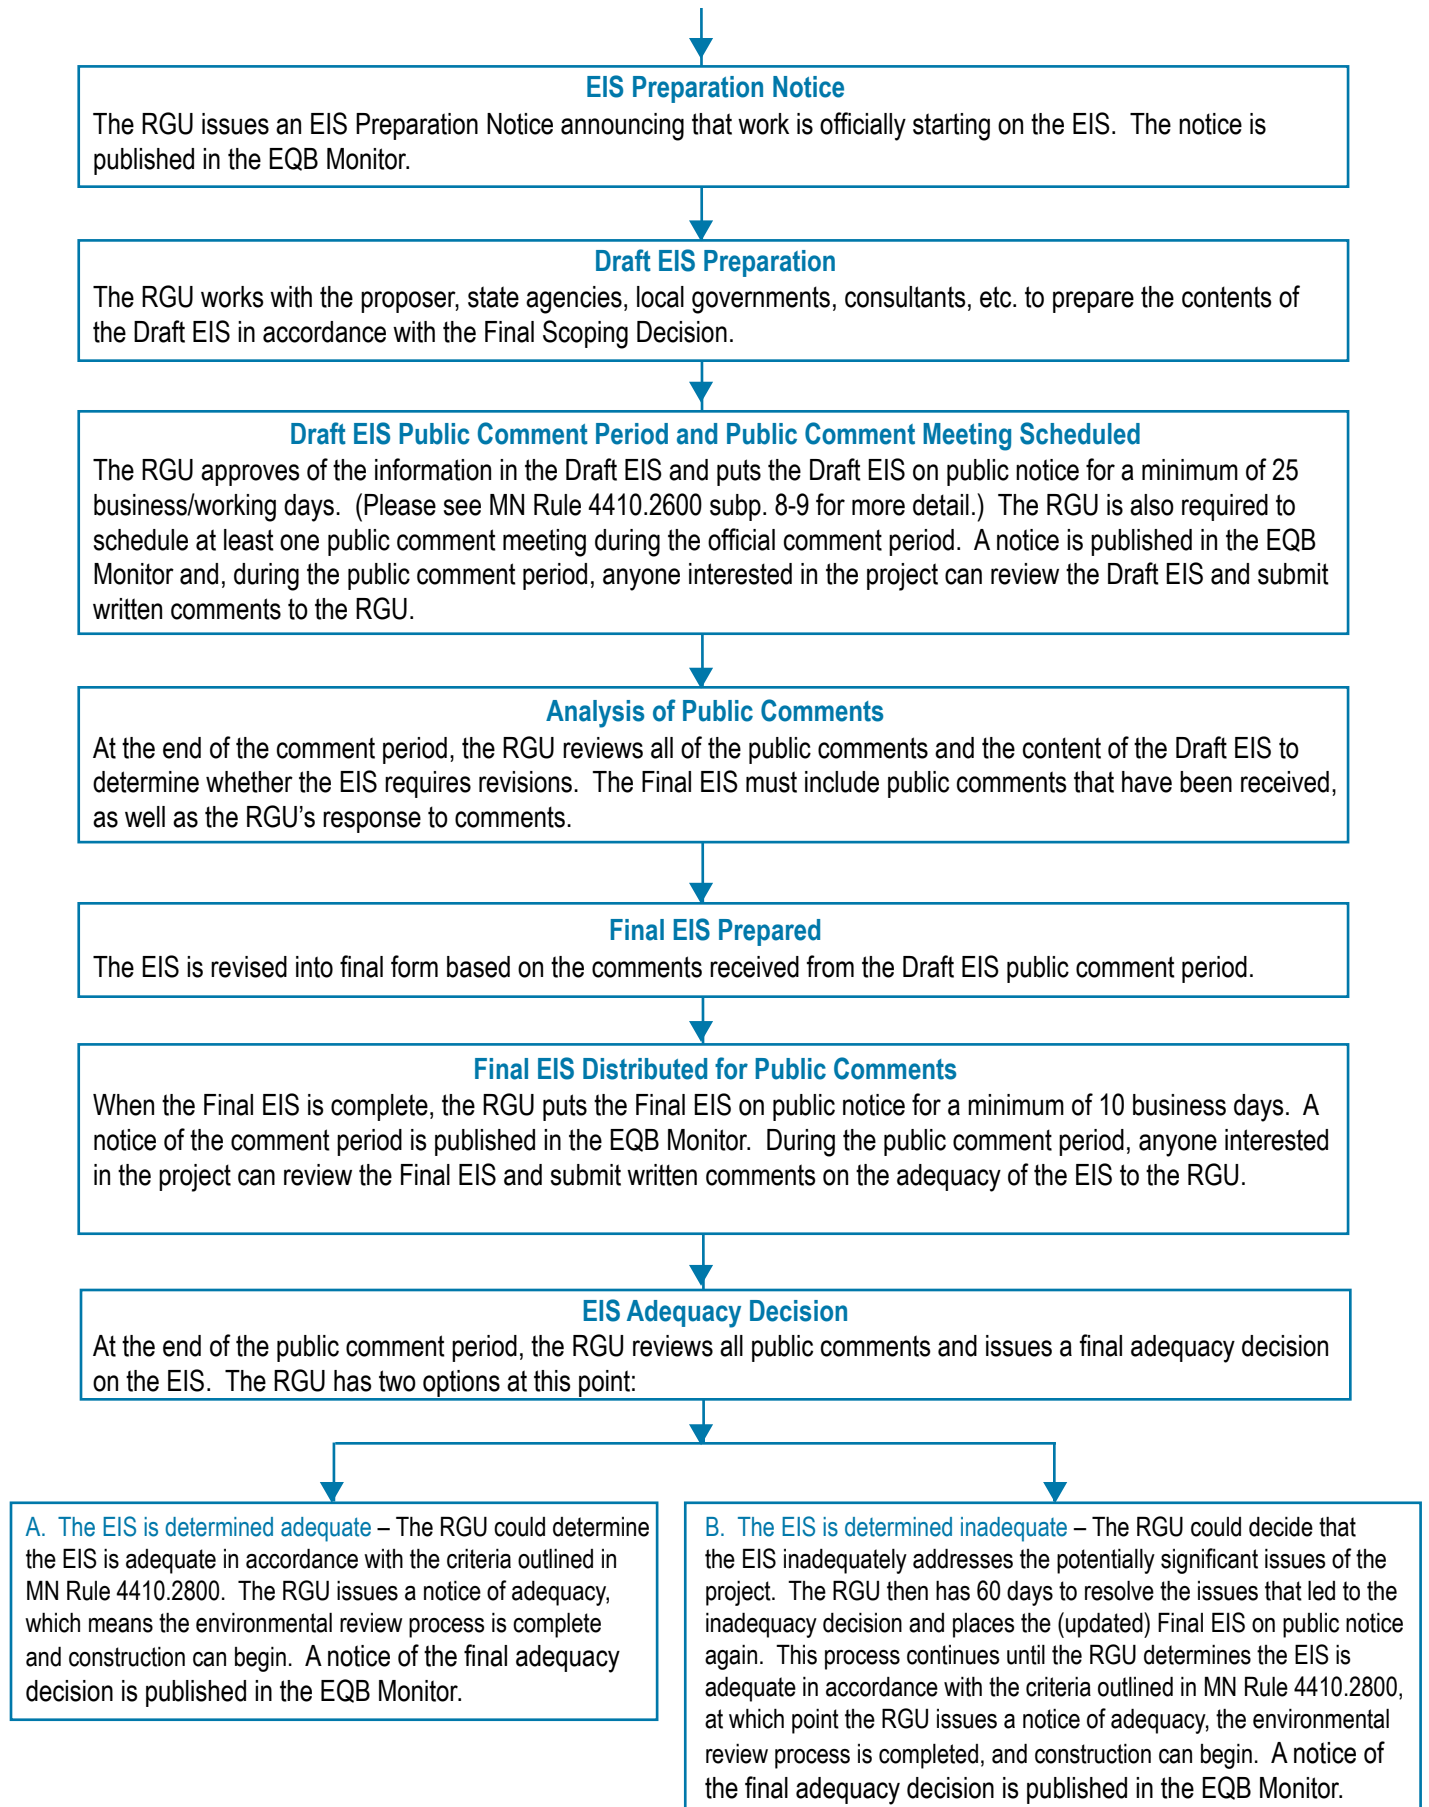 EIS Preparation Notice
The RGU issues an EIS Preparation Notice announcing that work is officially starting on the EIS.  The notice is
published in the EQB Monitor.
Draft EIS Preparation
The RGU works with the proposer, state agencies, local governments, consultants, etc. to prepare the contents of
the Draft EIS in accordance with the Final Scoping Decision.
Draft EIS Public Comment Period and Public Comment Meeting Scheduled
The RGU approves of the information in the Draft EIS and puts the Draft EIS on public notice for a minimum of 25
business/working days.  (Please see MN Rule 4410.2600 subp. 8-9 for more detail.)  The RGU is also required to
schedule at least one public comment meeting during the official comment period.  A notice is published in the EQB
Monitor and, during the public comment period, anyone interested in the project can review the Draft EIS and submit
written comments to the RGU.
Analysis of Public Comments
At the end of the comment period, the RGU reviews all of the public comments and the content of the Draft EIS to
determine whether the EIS requires revisions.  The Final EIS must include public comments that have been received,
as well as the RGU's response to comments.
Final EIS Prepared
The EIS is revised into final form based on the comments received from the Draft EIS public comment period.
Final EIS Distributed for Public Comments
When the Final EIS is complete, the RGU puts the Final EIS on public notice for a minimum of 10 business days.  A
notice of the comment period is published in the EQB Monitor.  During the public comment period, anyone interested
in the project can review the Final EIS and submit written comments on the adequacy of the EIS to the RGU.
EIS Adequacy Decision
At the end of the public comment period, the RGU reviews all public comments and issues a final adequacy decision
on the EIS.  The RGU has two options at this point:
A.  The EIS is determined adequate – The RGU could determine
the EIS is adequate in accordance with the criteria outlined in
MN Rule 4410.2800.  The RGU issues a notice of adequacy,
which means the environmental review process is complete
and construction can begin.  A notice of the final adequacy
decision is published in the EQB Monitor.
B.  The EIS is determined inadequate – The RGU could decide that
the EIS inadequately addresses the potentially significant issues of the
project.  The RGU then has 60 days to resolve the issues that led to the
inadequacy decision and places the (updated) Final EIS on public notice
again.  This process continues until the RGU determines the EIS is
adequate in accordance with the criteria outlined in MN Rule 4410.2800,
at which point the RGU issues a notice of adequacy, the environmental
review process is completed, and construction can begin.  A notice of
the final adequacy decision is published in the EQB Monitor.